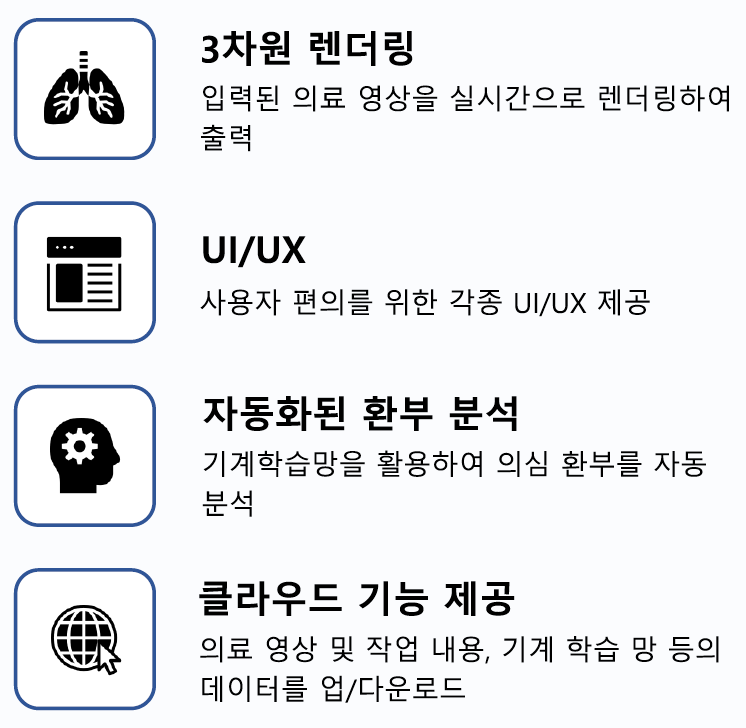 3차원 렌더링
입력된 의료 영상을 실시간으로 렌더링하여
출력
UI/UX
사용자 편의를 위한 각종 UI/UX 제공
자동화된 환부 분석
기계학습망을 활용하여 의심 환부를 자동
분석
클라우드 기능 제공
의료 영상 및 작업 내용, 기계 학습 망 등의
데이터를 업/다운로드